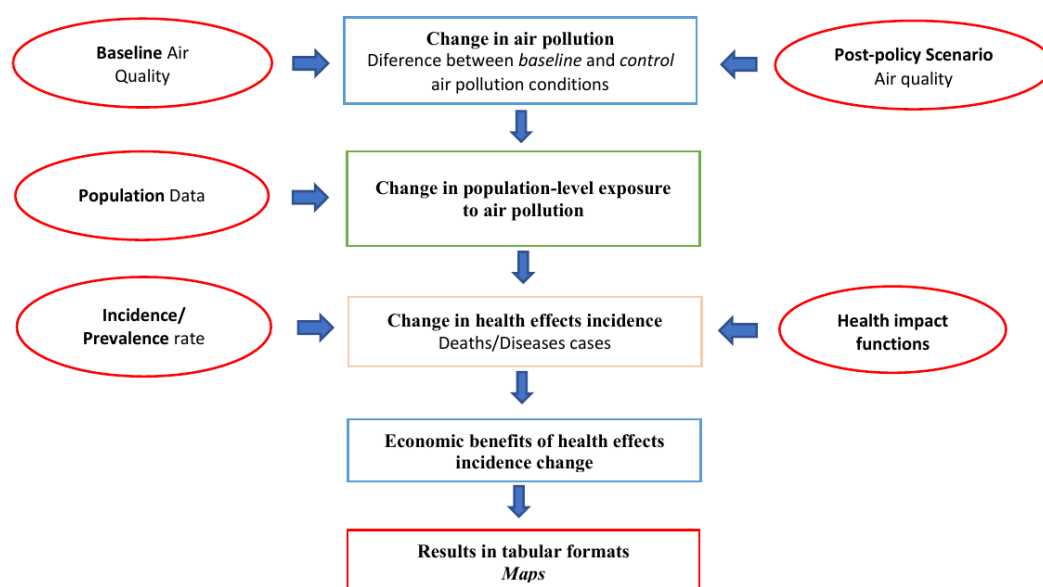 Baseline Air
Quality
Change in air pollution
Diference between baseline and control
air pollution conditions
Post-policy Scenario
Air quality
Population Data
Change in population-level exposure
to air pollution
Incidence/
Prevalence rate
Change in health effects incidence
Deaths/Diseases cases
Health impact
functions
Economic benefits of health effects
incidence change
Results in tabular formats
Maps